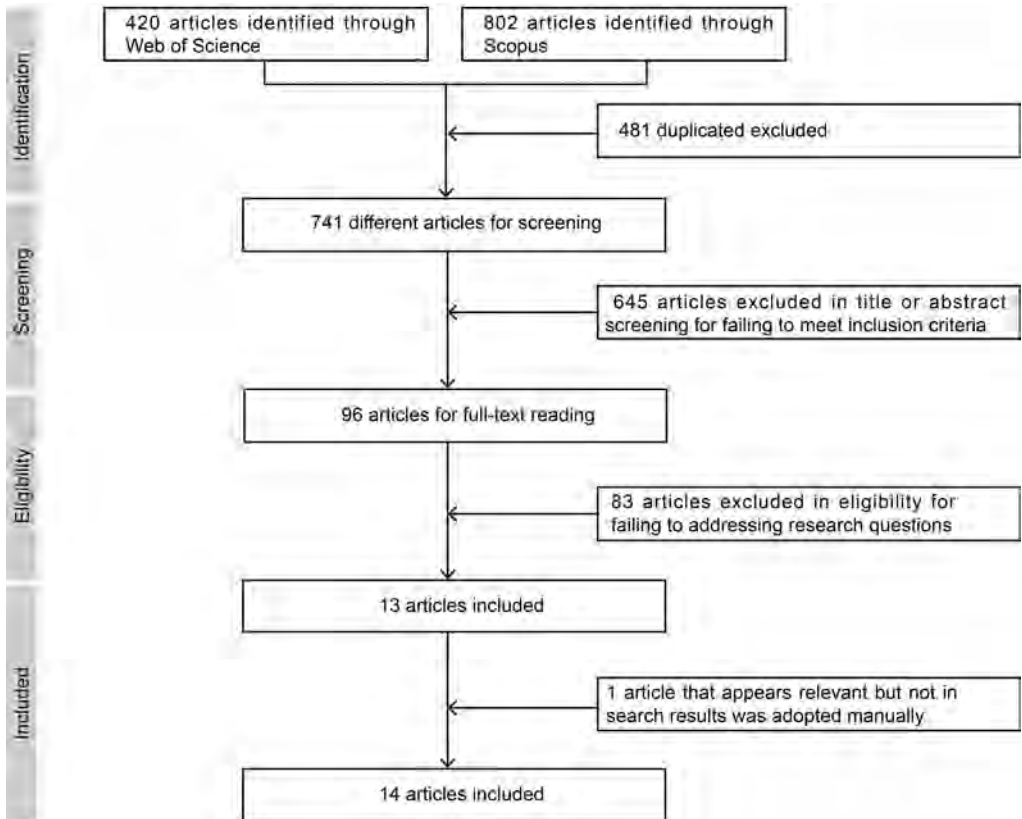 420 articles identified through
Web of Science
802 articles identified through
Scopus
Identification
481 duplicated excluded
741 different articles for screening
Screening
645 articles excluded in title or abstract
screening for failing to meet inclusion criteria
96 articles for full-text reading
Eligibility
83 articles excluded in eligibility for
failing to addressing research questions
13 articles included
Included
1 article that appears relevant but not in
search results was adopted manually
14 articles included